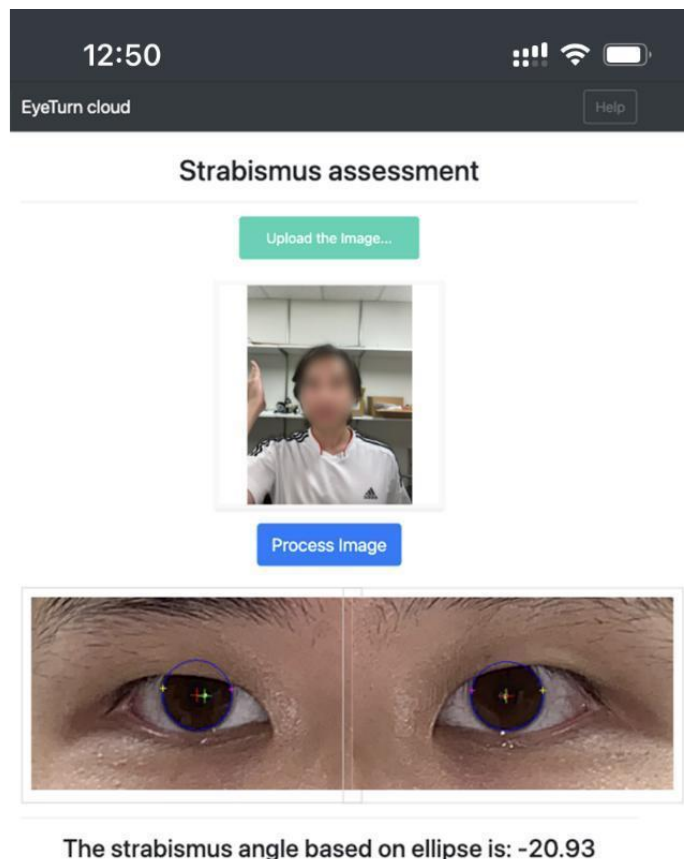 12:50
EyeTurn cloud
Help
Strabismus assessment
Upload the Image...
adidas
Process Image
The strabismus angle based on ellipse is: -20.93